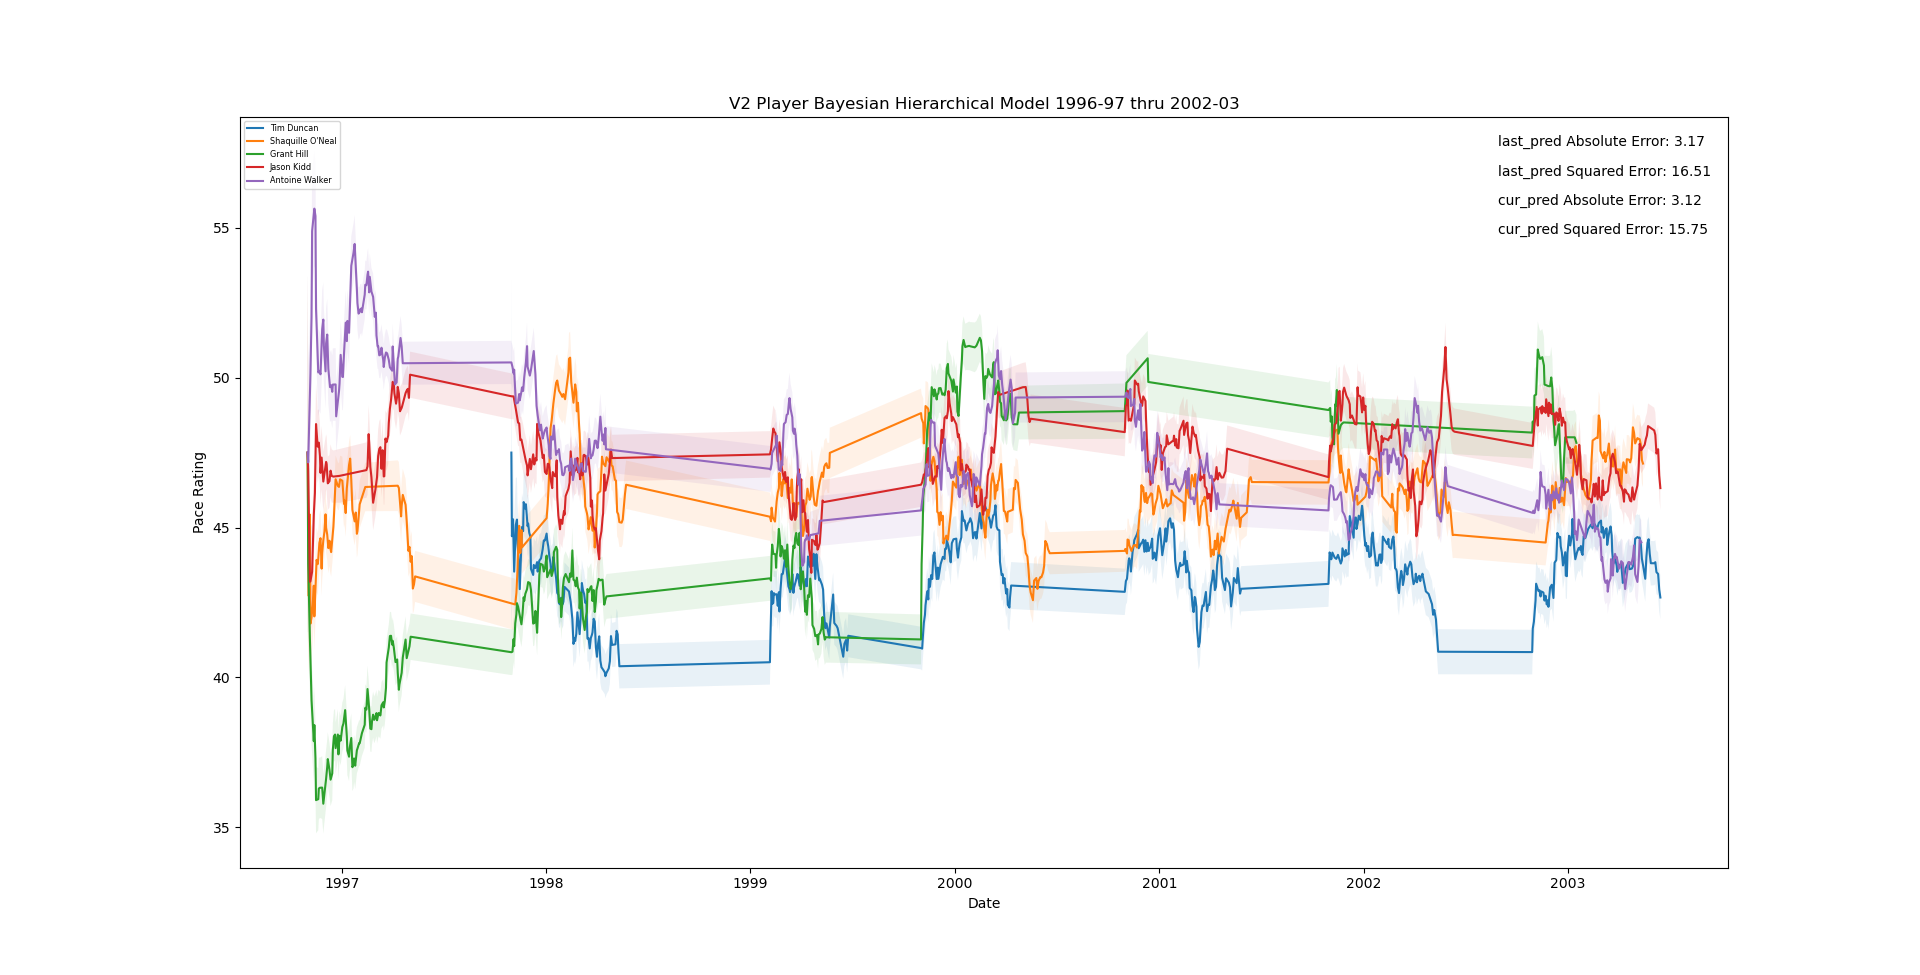 V2 Player Bayesian Hierarchical Model 1996-97 thru 2002-03
Tim Duncan
Shaquille O'Neal
Grant Hill
Jason Kidd
Antoine Walker
last_pred Absolute Error: 3.17
last_pred Squared Error: 16.51
cur_pred Absolute Error: 3.12
cur_pred Squared Error: 15.75
Pace Rating
55
50
45
40
35
1997 1998 1999 2000 2001 2002 2003
Date